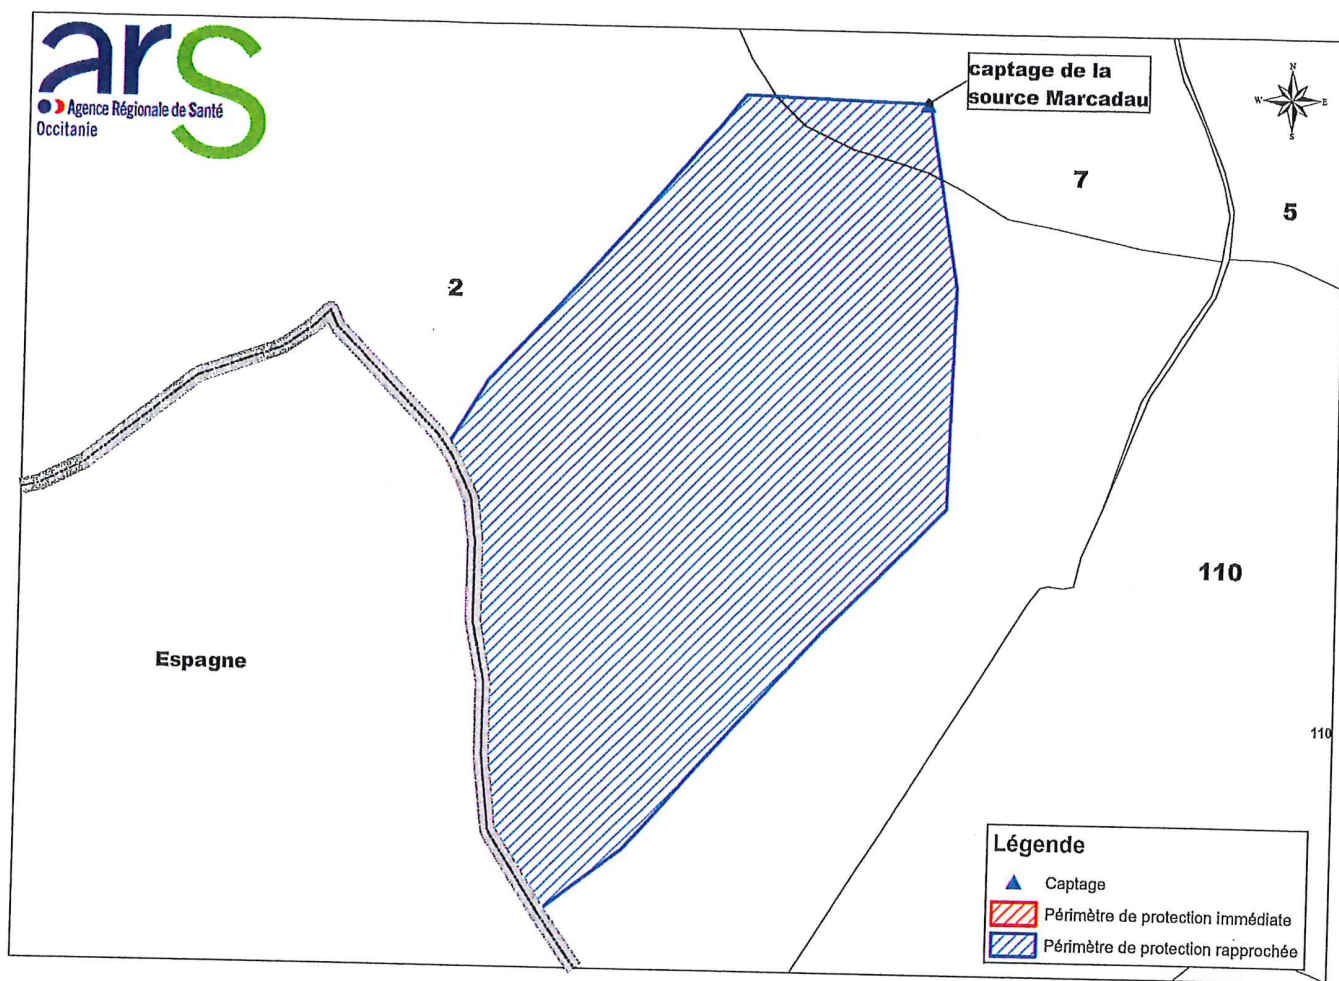 ars
Agence Régionale de Santé
Occitanie
captage de la
source Marcadau
N
W E
S
7
5
2
110
Espagne
110
Légende
Captage
Périmètre de protection immédiate
Périmètre de protection rapprochée